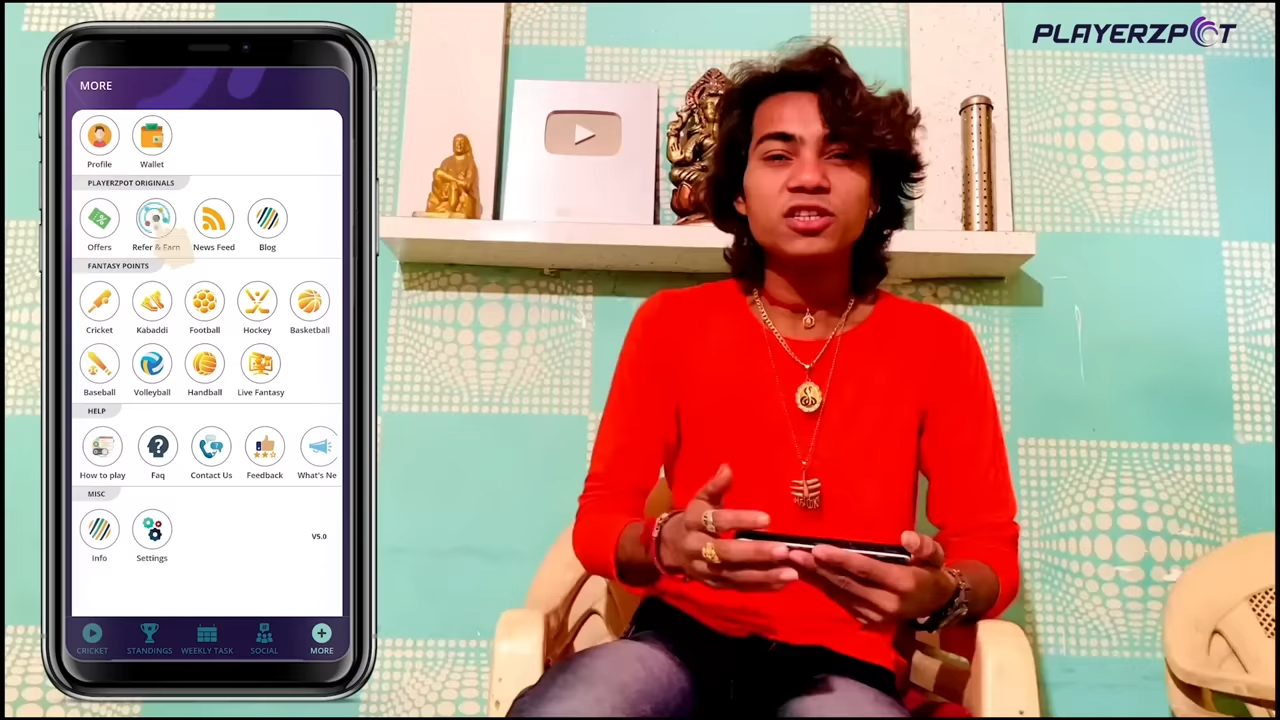 PLAYERZPOT
MORE
Profile Wallet
PLAYERZPOT ORIGINALS
Offers Refer & Earn News Feed Blog
FANTASY POINTS
Cricket Kabaddi Football Hockey Basketball
Baseball Volleyball Handball Live Fantasy
HELP
How to play Faq Contact Us Feedback What's Ne
MISC
V5.0
Info Settings
CRICKET STANDINGS WEEKLY TASK SOCIAL MORE